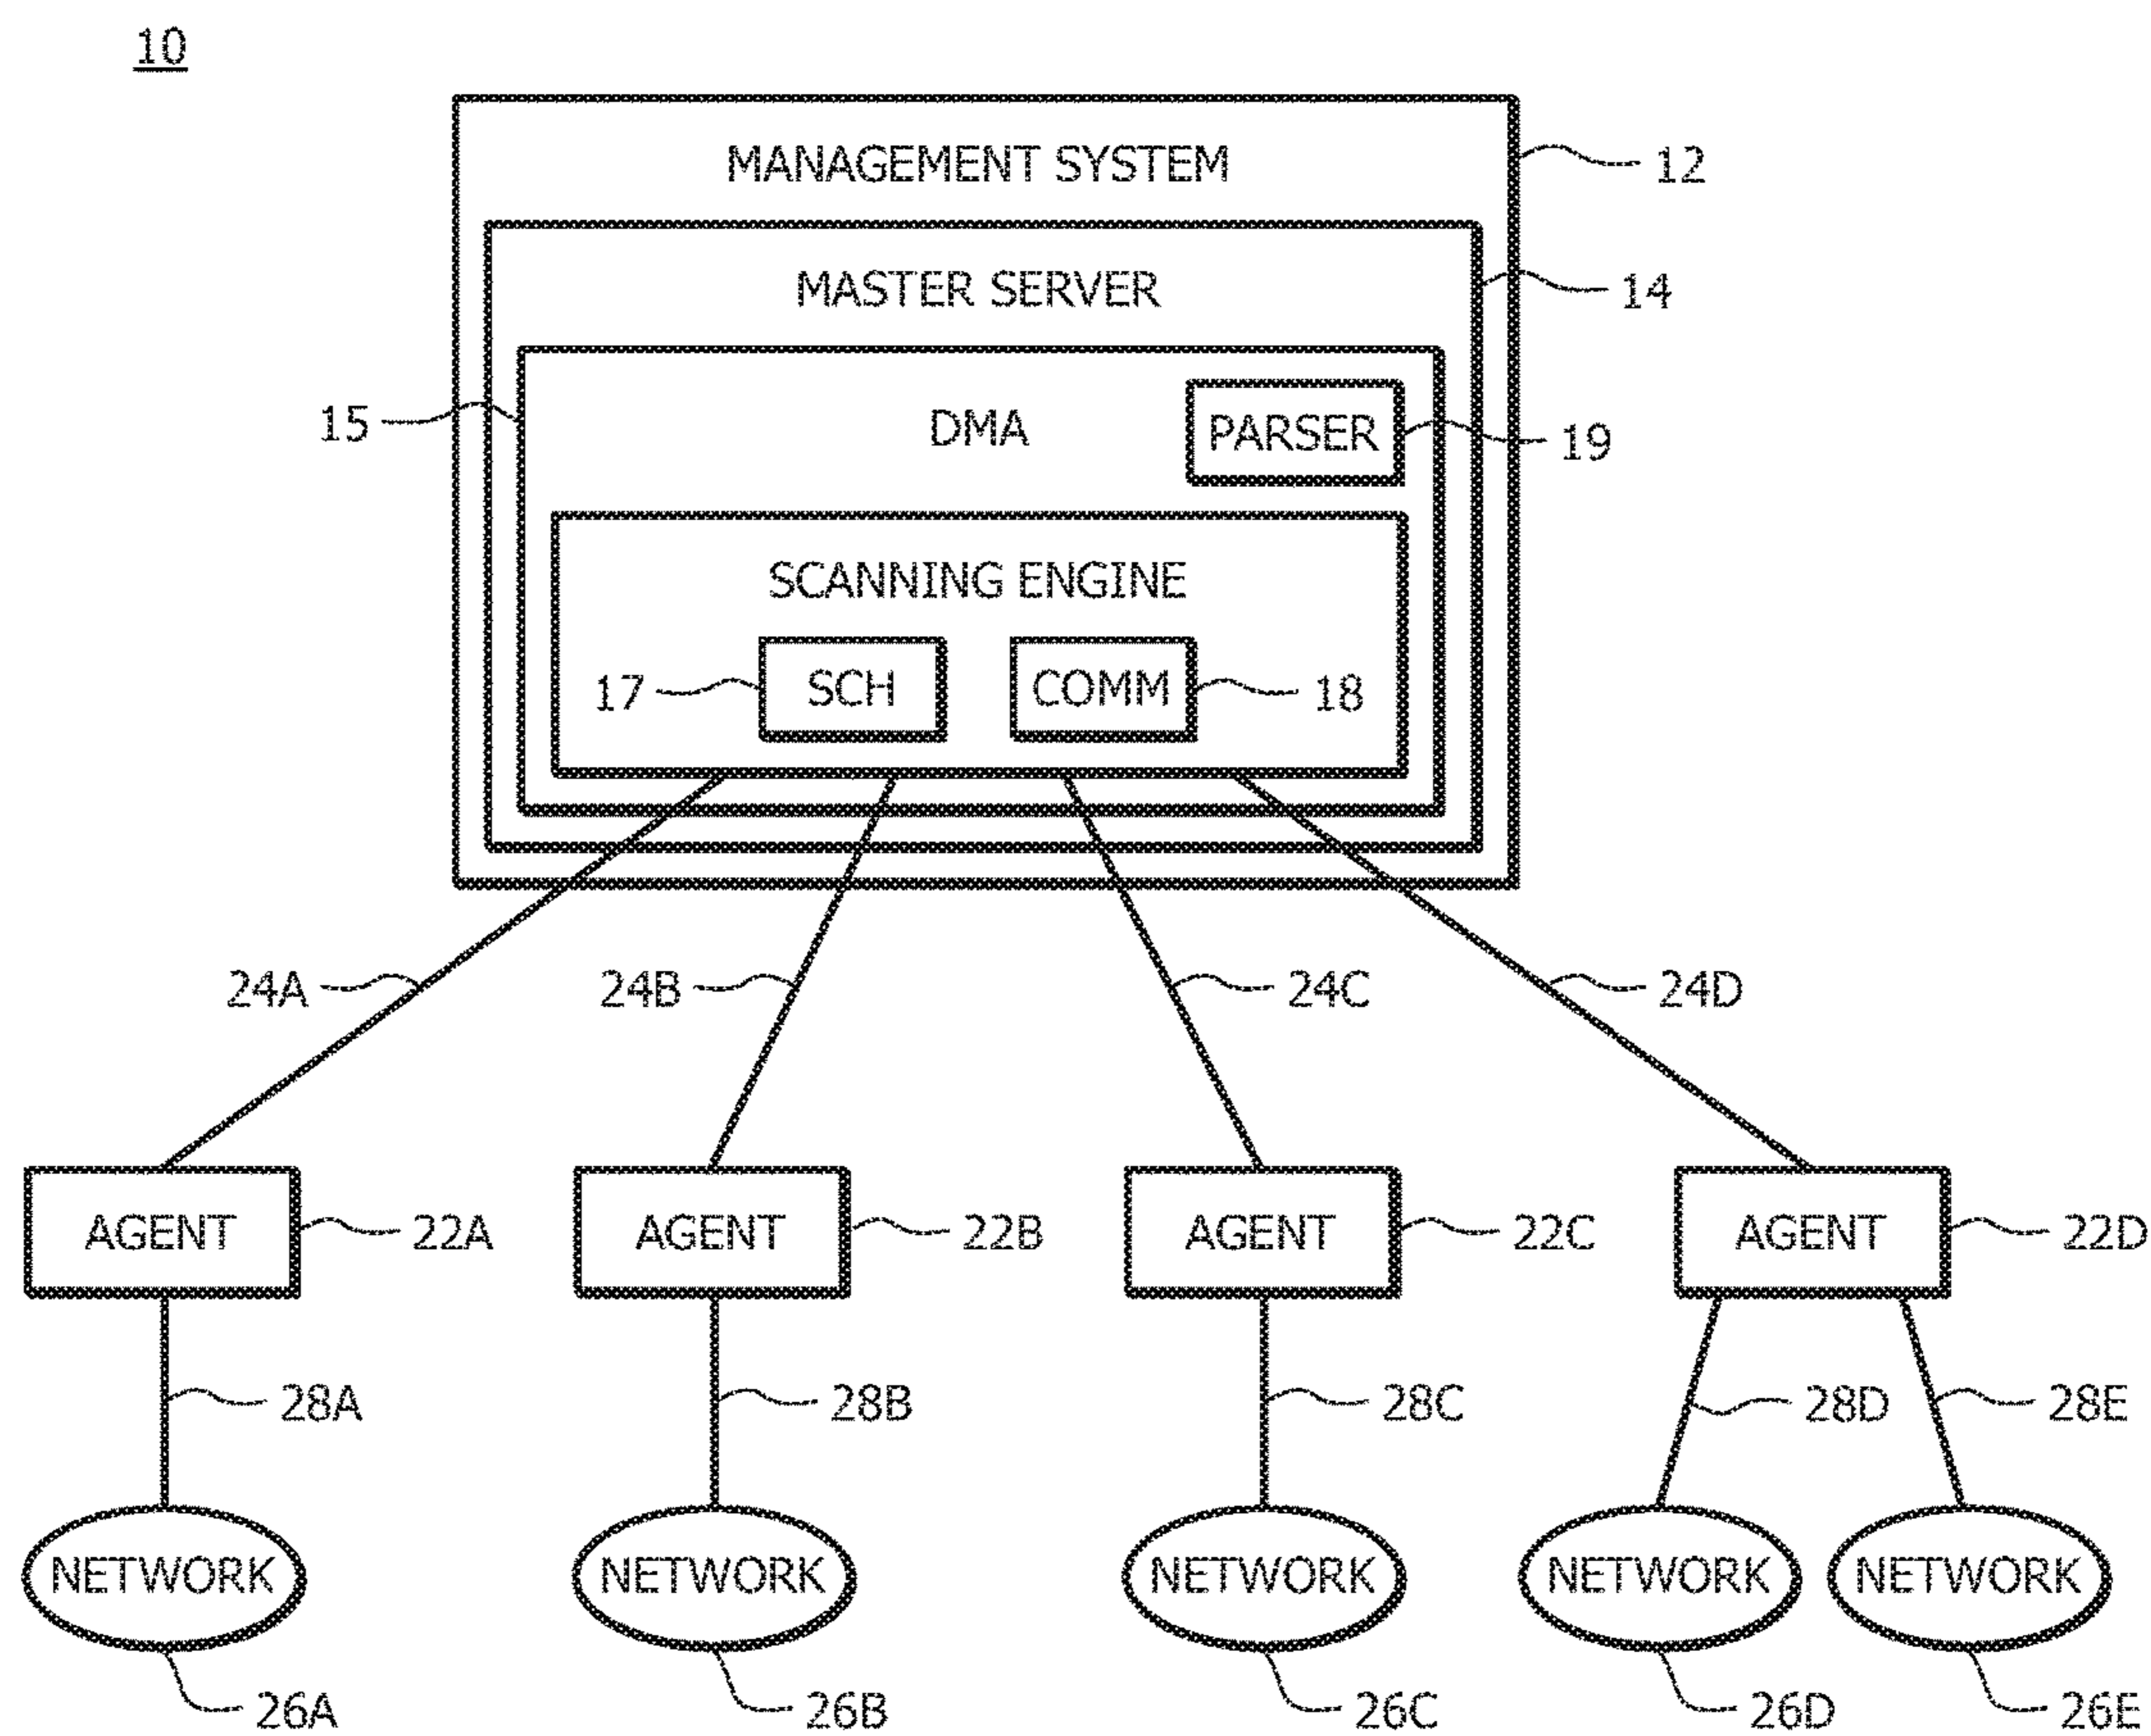 10
MANAGEMENT SYSTEM
12
MASTER SERVER
14
15
DMA
PARSER
19
SCANNING ENGINE
17
SCH
COMM
18
24A
24B
24C
24D
AGENT
22A
AGENT
22B
AGENT
22C
AGENT
22D
28A
28B
28C
28D
28E
NETWORK
NETWORK
NETWORK
NETWORK
NETWORK
26A
26B
26C
26D
26E